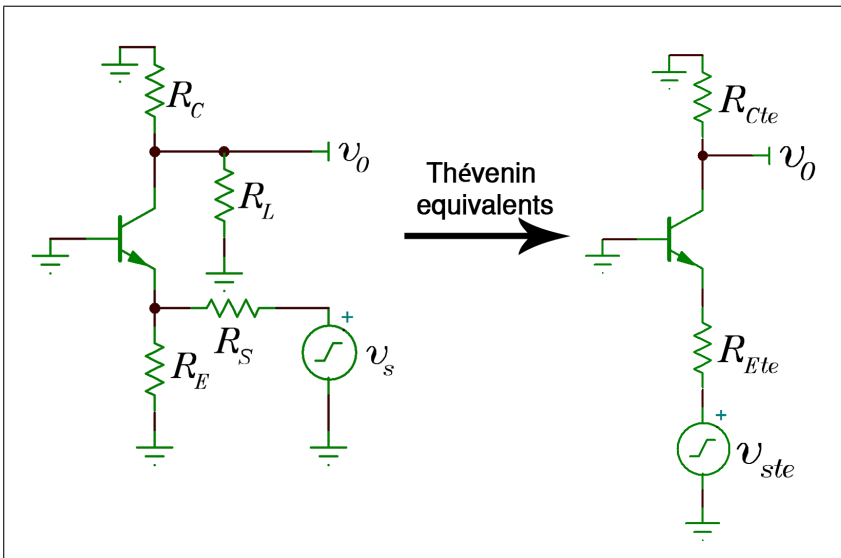 R_C
v_0
R_L
R_S
+
v_s
R_E
Thévenin
equivalents
R_Cte
v_0
R_Ete
+
v_ste